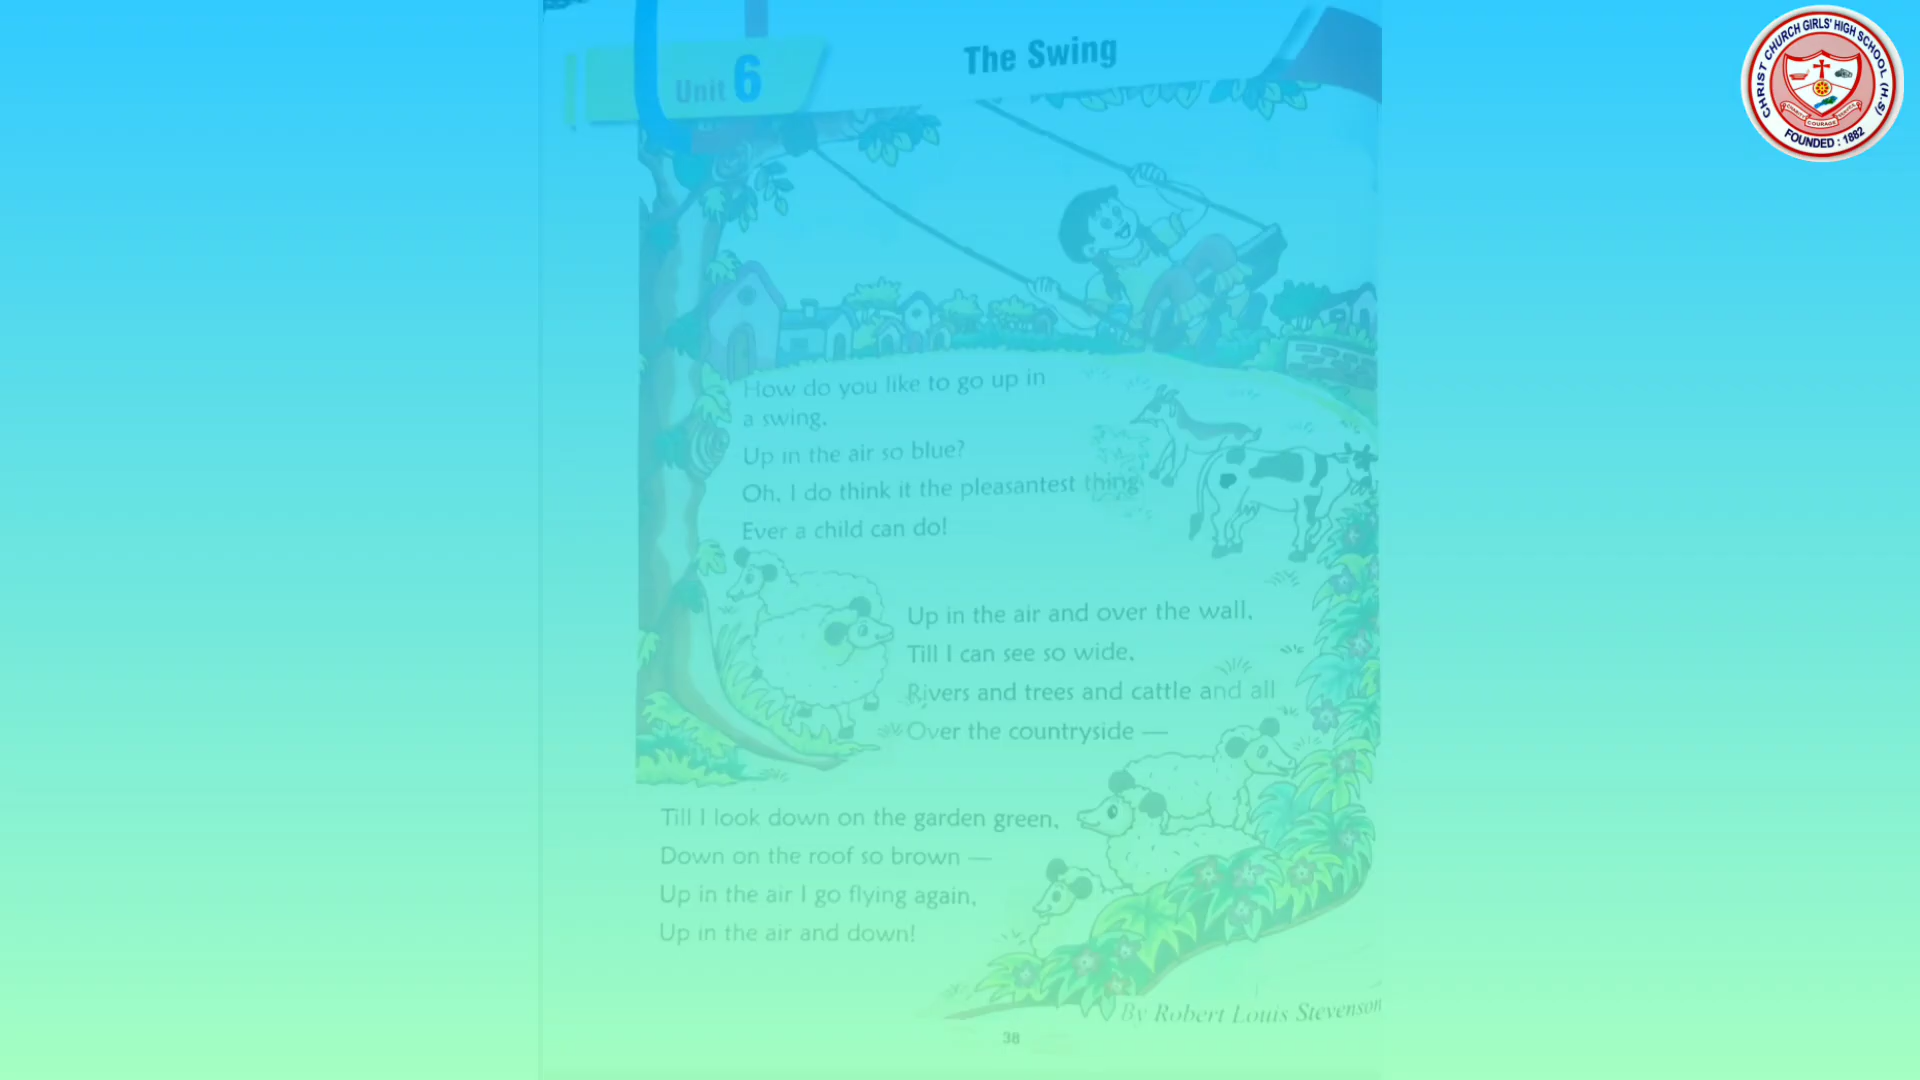 Unit 6
The Swing
How do you like to go up in
a swing,
Up in the air so blue?
Oh, I do think it the pleasantest thing
Ever a child can do!
Up in the air and over the wall,
Till I can see so wide,
Rivers and trees and cattle and all
Over the countryside —
Till I look down on the garden green,
Down on the roof so brown —
Up in the air I go flying again,
Up in the air and down!
By Robert Louis Stevenson
38
CHRIST CHURCH GIRLS' HIGH SCHOOL (H.S)
COURAGE
FOUNDED : 1882